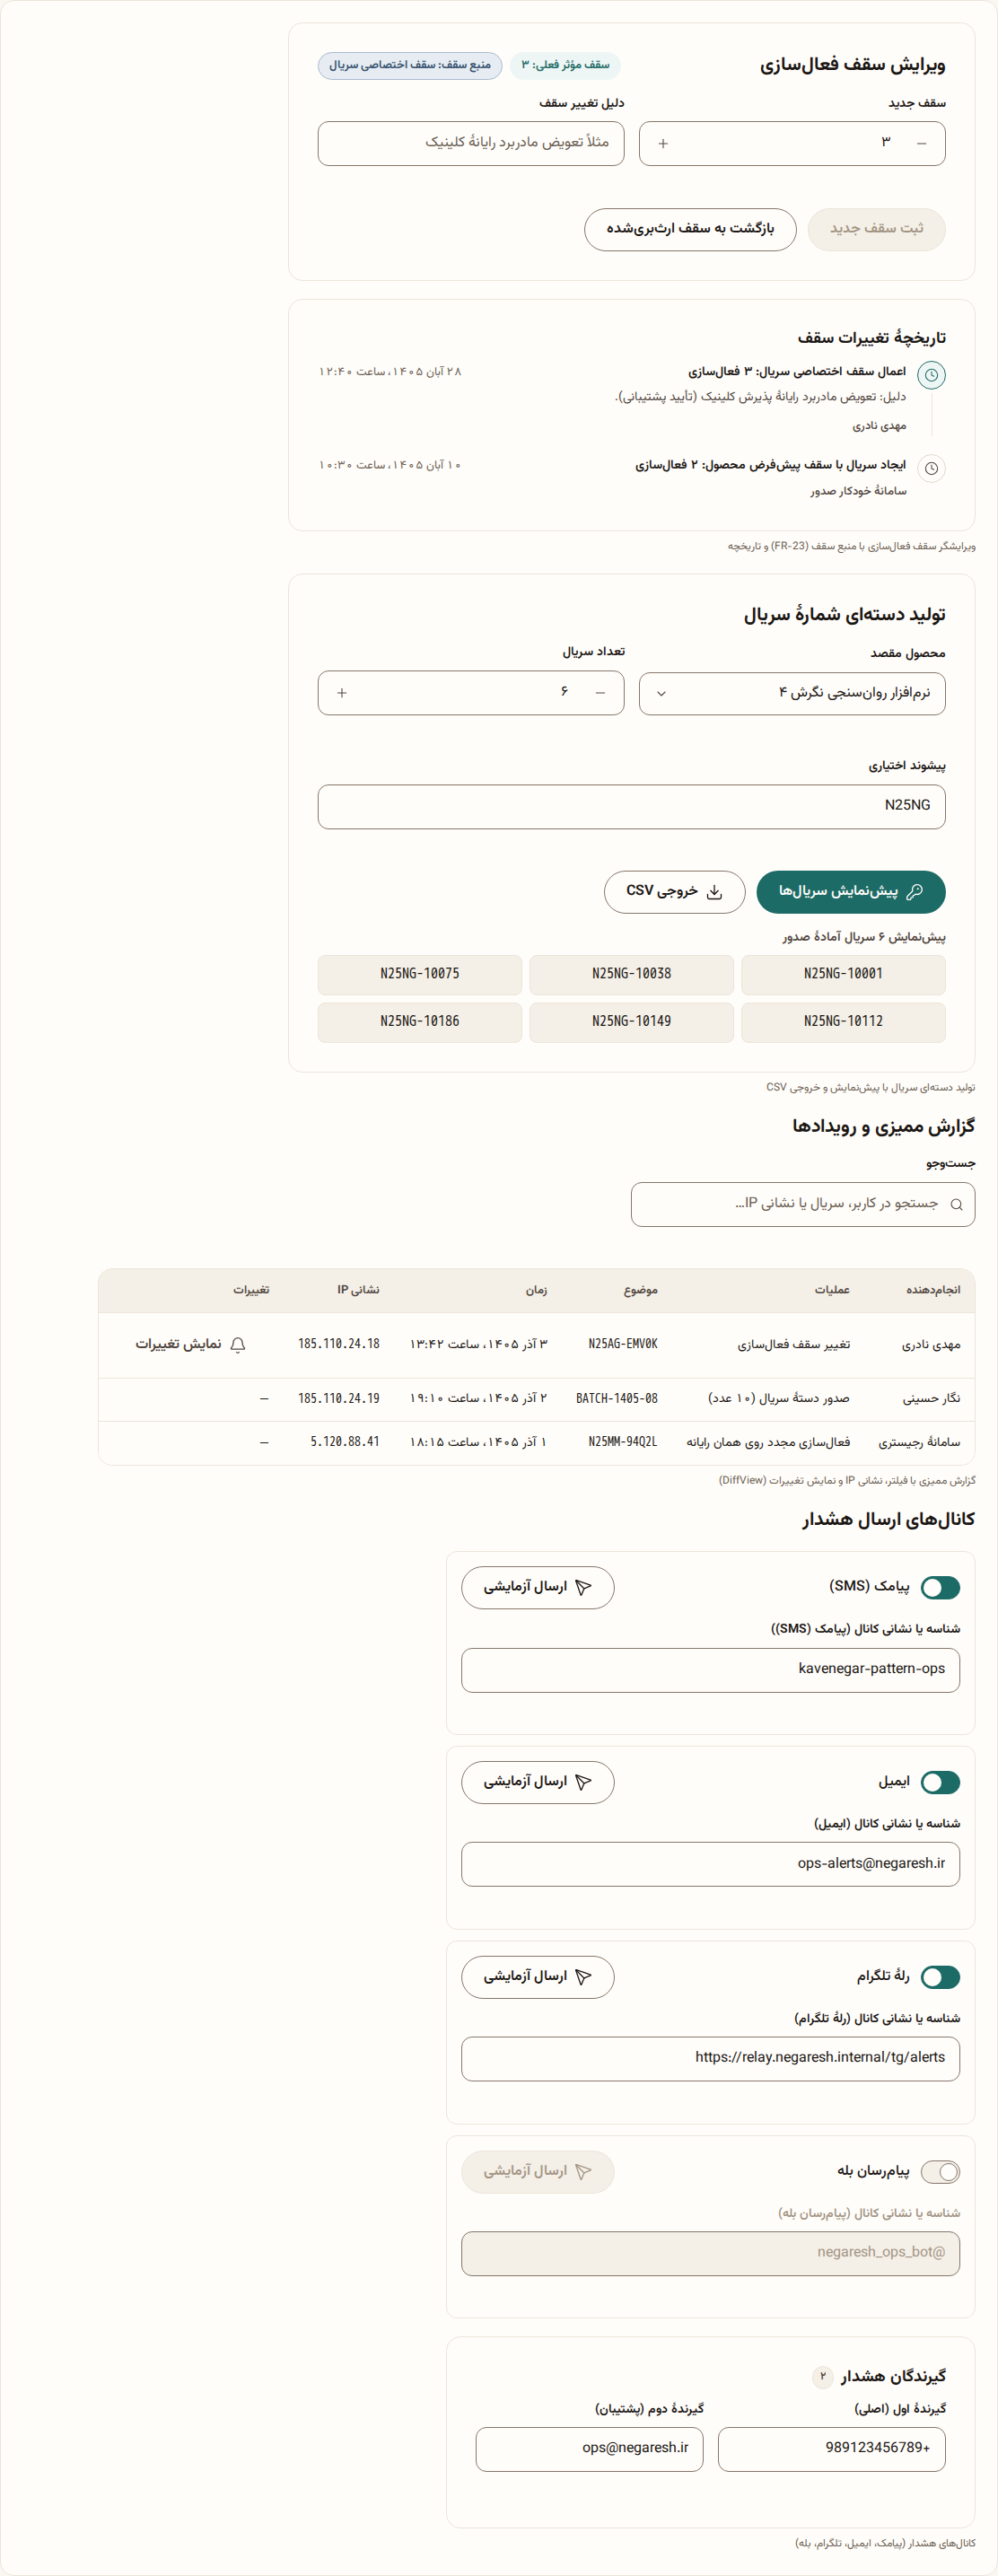 ویرایش سقف فعال‌سازی
سقف مؤثر فعلی: ۳
منبع سقف: سقف اختصاصی سریال
سقف جدید
دلیل تغییر سقف
− ۳ +
مثلاً تعویض مادربرد رایانهٔ کلینیک
ثبت سقف جدید
بازگشت به سقف ارث‌بری‌شده
تاریخچهٔ تغییرات سقف
اعمال سقف اختصاصی سریال: ۳ فعال‌سازی
۲۸ آبان ۱۴۰۵، ساعت ۱۲:۴۰
دلیل: تعویض مادربرد رایانهٔ پذیرش کلینیک (تأیید پشتیبانی).
مهدی نادری
ایجاد سریال با سقف پیش‌فرض محصول: ۲ فعال‌سازی
۱۰ آبان ۱۴۰۵، ساعت ۱۰:۳۰
سامانهٔ خودکار صدور
ویرایشگر سقف فعال‌سازی با منبع سقف (FR-23) و تاریخچه
تولید دسته‌ای شمارهٔ سریال
محصول مقصد
تعداد سریال
نرم‌افزار روان‌سنجی نگرش ۴
− ۶ +
پیشوند اختیاری
N25NG
پیش‌نمایش سریال‌ها
خروجی CSV
پیش‌نمایش ۶ سریال آمادهٔ صدور
N25NG-10001
N25NG-10038
N25NG-10075
N25NG-10112
N25NG-10149
N25NG-10186
تولید دسته‌ای سریال با پیش‌نمایش و خروجی CSV
گزارش ممیزی و رویدادها
جست‌وجو
جستجو در کاربر، سریال یا نشانی IP…
انجام‌دهنده عملیات موضوع زمان نشانی IP تغییرات
مهدی نادری تغییر سقف فعال‌سازی N25AG-EMV0K ۳ آذر ۱۴۰۵، ساعت ۱۳:۴۲ 185.110.24.18 نمایش تغییرات
نگار حسینی صدور دستهٔ سریال (۱۰ عدد) BATCH-1405-08 ۲ آذر ۱۴۰۵، ساعت ۱۹:۱۰ 185.110.24.19 —
سامانهٔ رجیستری فعال‌سازی مجدد روی همان رایانه N25MM-94Q2L ۱ آذر ۱۴۰۵، ساعت ۱۸:۱۵ 5.120.88.41 —
گزارش ممیزی با فیلتر، نشانی IP و نمایش تغییرات (DiffView)
کانال‌های ارسال هشدار
پیامک (SMS)
ارسال آزمایشی
شناسه یا نشانی کانال (پیامک (SMS))
kavenegar-pattern-ops
ایمیل
ارسال آزمایشی
شناسه یا نشانی کانال (ایمیل)
ops-alerts@negaresh.ir
رلهٔ تلگرام
ارسال آزمایشی
شناسه یا نشانی کانال (رلهٔ تلگرام)
https://relay.negaresh.internal/tg/alerts
پیام‌رسان بله
ارسال آزمایشی
شناسه یا نشانی کانال (پیام‌رسان بله)
@negaresh_ops_bot
گیرندگان هشدار ۲
گیرندهٔ اول (اصلی)
گیرندهٔ دوم (پشتیبان)
+989123456789
ops@negaresh.ir
کانال‌های هشدار (پیامک، ایمیل، تلگرام، بله)